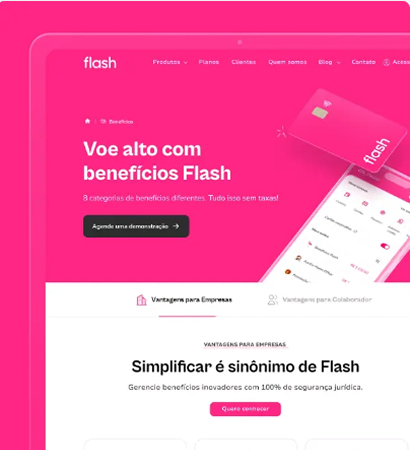 flash
Produtos
Planos
Clientes
Quem somos
Blog
Contato
Acess
Benefícios
Voe alto com
benefícios Flash
8 categorias de benefícios diferentes. Tudo isso sem taxas!
Agende uma demonstração →
flash
Vantagens para Empresas
Vantagens para Colaborador
VANTAGENS PARA EMPRESAS
Simplificar é sinônimo de Flash
Gerencie benefícios inovadores com 100% de segurança jurídica.
Quero conhecer